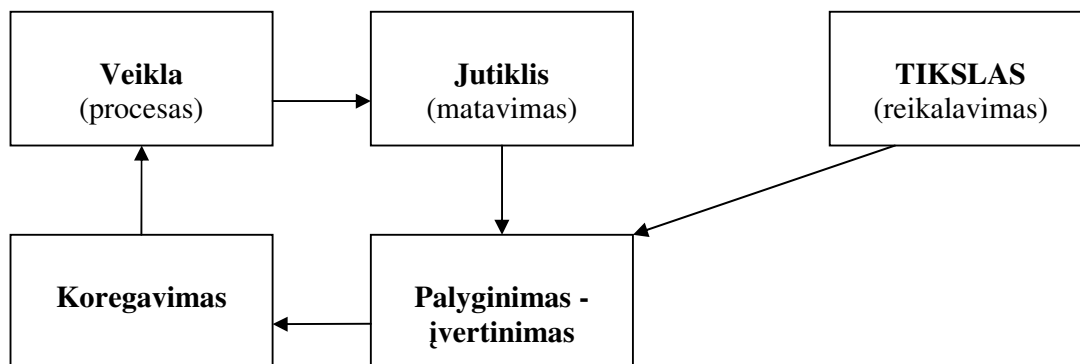 Veikla
(procesas)
Jutiklis
(matavimas)
TIKSLAS
(reikalavimas)
Koregavimas
Palyginimas -
įvertinimas